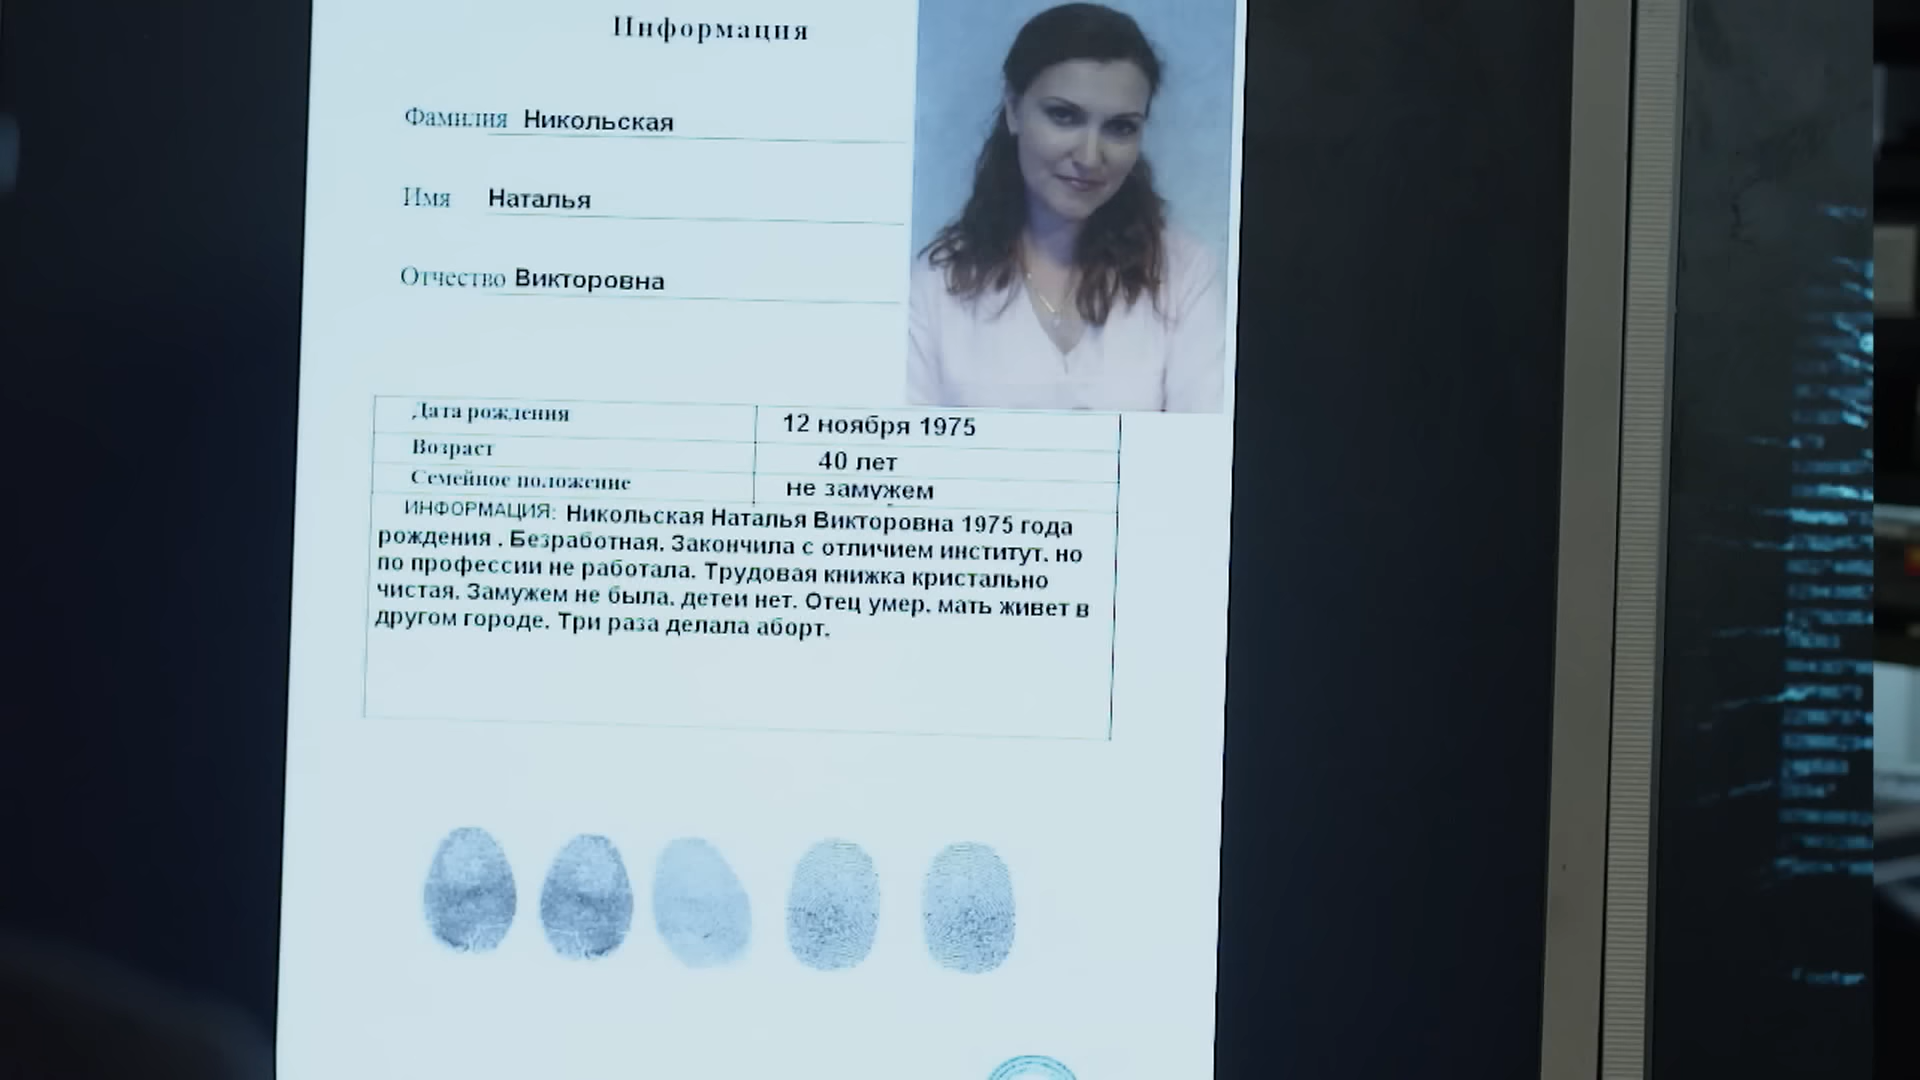 Информация
Фамилия Никольская
Имя Наталья
Отчество Викторовна
Дата рождения 12 ноября 1975
Возраст 40 лет
Семейное положение не замужем
ИНФОРМАЦИЯ: Никольская Наталья Викторовна 1975 года
рождения . Безработная. Закончила с отличием институт. но
по профессии не работала. Трудовая книжка кристально
чистая. Замужем не была. детей нет. Отец умер. мать живет в
другом городе. Три раза делала аборт.